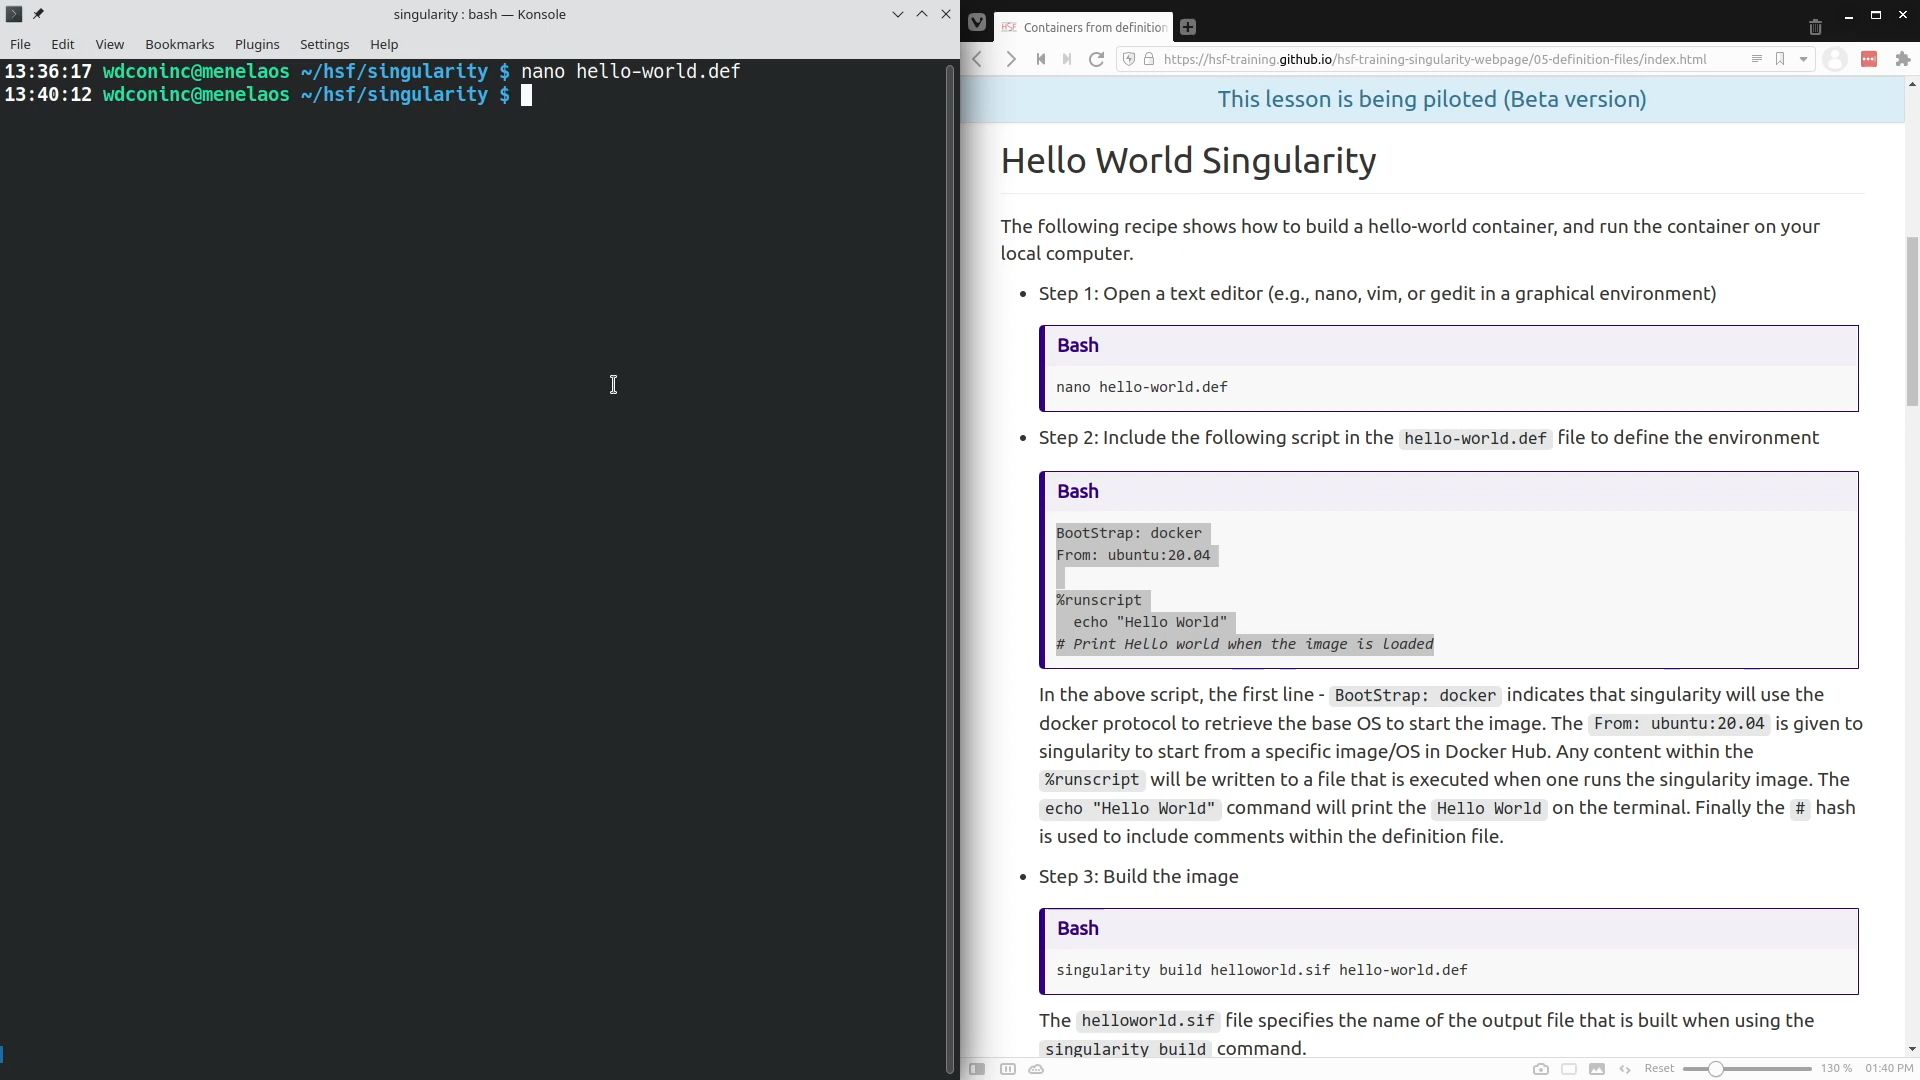 singularity : bash — Konsole
File Edit View Bookmarks Plugins Settings Help
13:36:17 wdconinc@menelaos ~/hsf/singularity $ nano hello-world.def
13:40:12 wdconinc@menelaos ~/hsf/singularity $
HSF Containers from definition
https://hsf-training.github.io/hsf-training-singularity-webpage/05-definition-files/index.html
This lesson is being piloted (Beta version)
Hello World Singularity
The following recipe shows how to build a hello-world container, and run the container on your
local computer.
• Step 1: Open a text editor (e.g., nano, vim, or gedit in a graphical environment)
Bash
nano hello-world.def
• Step 2: Include the following script in the hello-world.def file to define the environment
Bash
BootStrap: docker
From: ubuntu:20.04
%runscript
echo "Hello World"
# Print Hello world when the image is loaded
In the above script, the first line - BootStrap: docker indicates that singularity will use the
docker protocol to retrieve the base OS to start the image. The From: ubuntu:20.04 is given to
singularity to start from a specific image/OS in Docker Hub. Any content within the
%runscript will be written to a file that is executed when one runs the singularity image. The
echo "Hello World" command will print the Hello World on the terminal. Finally the # hash
is used to include comments within the definition file.
• Step 3: Build the image
Bash
singularity build helloworld.sif hello-world.def
The helloworld.sif file specifies the name of the output file that is built when using the
singularity build command.
Reset 130 % 01:40 PM